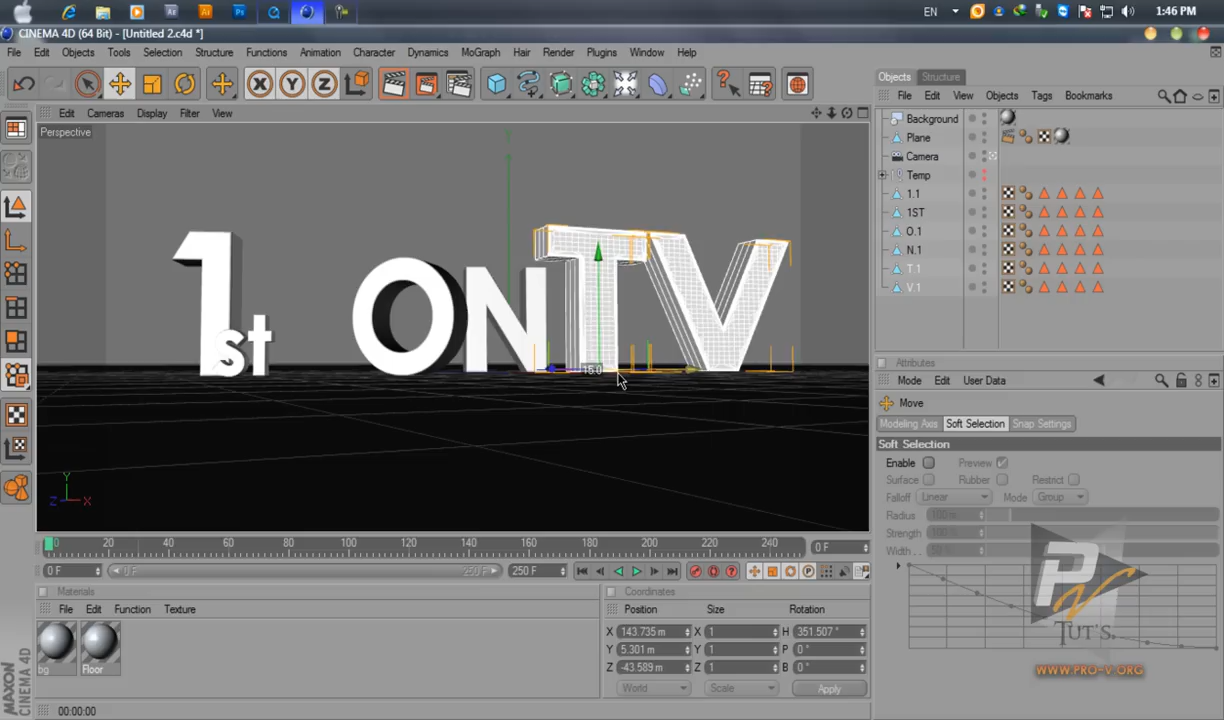 EN
1:46 PM
CINEMA 4D (64 Bit) - [Untitled 2.c4d *]
File Edit Objects Tools Selection Structure Functions Animation Character Dynamics MoGraph Hair Render Plugins Window Help
Edit Cameras Display Filter View
Perspective
1st ONTV
15.0
Y
Z X
0 20 40 60 80 100 120 140 160 180 200 220 240
0 F
0 F 0 F 250 F 250 F
Materials
File Edit Function Texture
bg Floor
Coordinates
Position Size Rotation
X 143.735 m X 1 H 351.507 °
Y 5.301 m Y 1 P 0 °
Z -43.589 m Z 1 B 0 °
World Scale Apply
00:00:00
MAXON CINEMA 4D
Objects Structure
File Edit View Objects Tags Bookmarks
Background
Plane
Camera
Temp
1.1
1ST
O.1
N.1
T.1
V.1
Attributes
Mode Edit User Data
Move
Modeling Axis Soft Selection Snap Settings
Soft Selection
Enable Preview
Surface Rubber Restrict
Falloff Linear Mode Group
Radius 100 m
Strength 100 %
Width 50 %
PV
TUT'S.
WWW.PRO-V.ORG